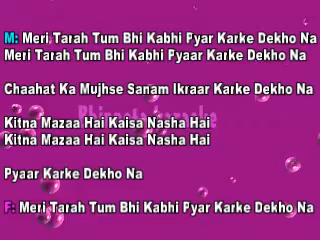 M: Meri Tarah Tum Bhi Kabhi Pyar Karke Dekho Na
Meri Tarah Tum Bhi Kabhi Pyaar Karke Dekho Na
Chaahat Ka Mujhse Sanam Ikraar Karke Dekho Na
Kitna Mazaa Hai Kaisa Nasha Hai
Kitna Mazaa Hai Kaisa Nasha Hai
Pyaar Karke Dekho Na
F: Meri Tarah Tum Bhi Kabhi Pyar Karke Dekho Na